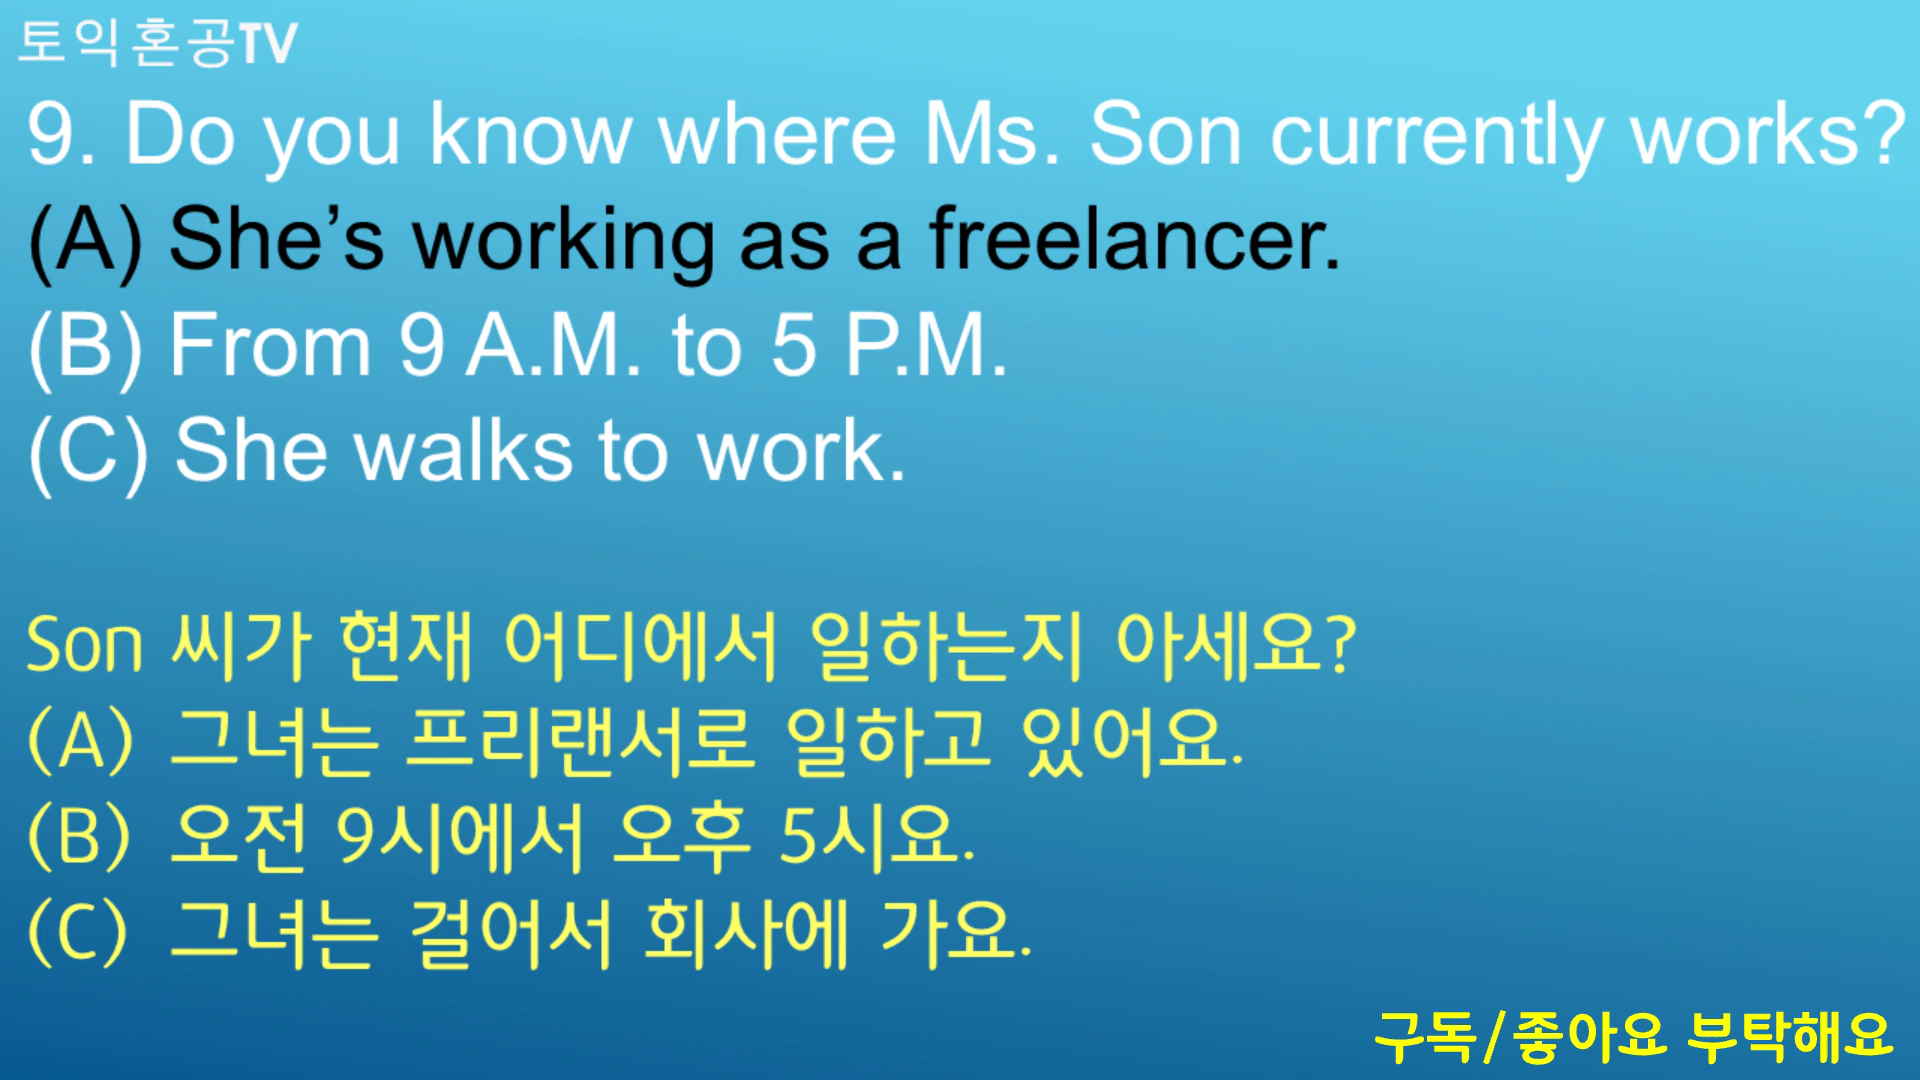 토익혼공TV
9. Do you know where Ms. Son currently works?
(A) She’s working as a freelancer.
(B) From 9 A.M. to 5 P.M.
(C) She walks to work.
Son 씨가 현재 어디에서 일하는지 아세요?
(A) 그녀는 프리랜서로 일하고 있어요.
(B) 오전 9시에서 오후 5시요.
(C) 그녀는 걸어서 회사에 가요.
구독/좋아요 부탁해요